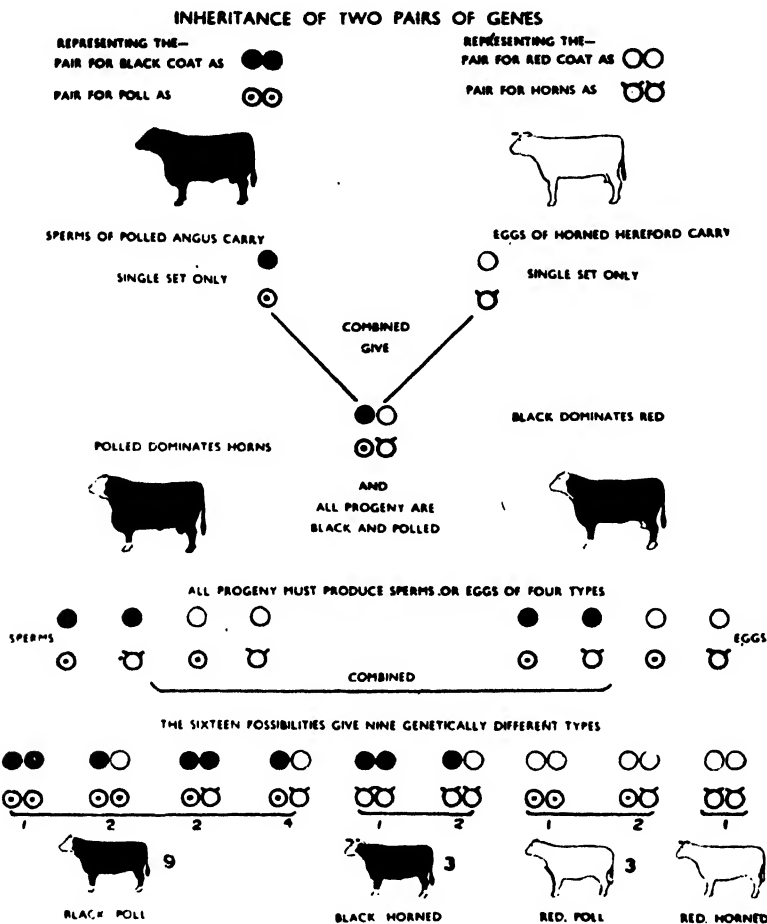 INHERITANCE OF TWO PAIRS OF GENES
REPRESENTING THE—
PAIR FOR BLACK COAT AS
PAIR FOR POLL AS
REPRESENTING THE—
PAIR FOR RED COAT AS
PAIR FOR HORNS AS
SPERMS OF POLLED ANGUS CARRY
SINGLE SET ONLY
EGGS OF HORNED HEREFORD CARRY
SINGLE SET ONLY
COMBINED
GIVE
BLACK DOMINATES RED
POLLED DOMINATES HORNS
AND
ALL PROGENY ARE
BLACK AND POLLED
ALL PROGENY MUST PRODUCE SPERMS OR EGGS OF FOUR TYPES
SPERMS
EGGS
COMBINED
THE SIXTEEN POSSIBILITIES GIVE NINE GENETICALLY DIFFERENT TYPES
1 2 2 4 1 2 1 2 1
9 3 3
BLACK POLL BLACK HORNED RED. POLL RED. HORNED